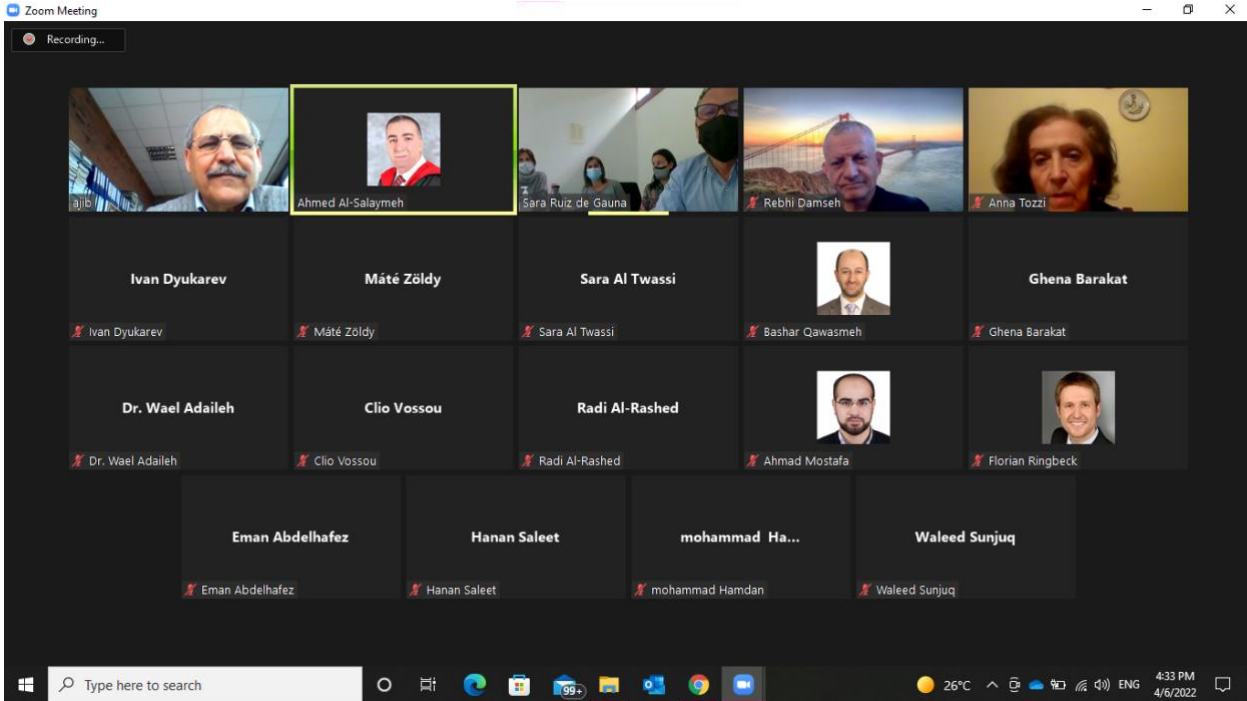 Zoom Meeting
Recording...
ajib
Ahmed Al-Salaymeh
Sara Ruiz de Gauna
Rebhi Damseh
Anna Tozzi
Ivan Dyukarev
Ivan Dyukarev
Máté Zöldy
Máté Zöldy
Sara Al Twassi
Sara Al Twassi
Bashar Qawasmeh
Ghena Barakat
Ghena Barakat
Dr. Wael Adaileh
Dr. Wael Adaileh
Clio Vossou
Clio Vossou
Radi Al-Rashed
Radi Al-Rashed
Ahmad Mostafa
Florian Ringbeck
Eman Abdelhafez
Eman Abdelhafez
Hanan Saleet
Hanan Saleet
mohammad Ha...
mohammad Hamdan
Waleed Sunjuq
Waleed Sunjuq
Type here to search
99+
26°C
ENG
4:33 PM
4/6/2022